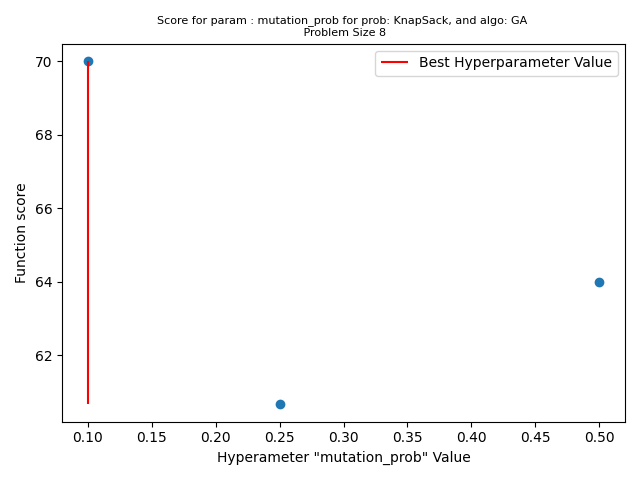 Score for param : mutation_prob for prob: KnapSack, and algo: GA
Problem Size 8
Best Hyperparameter Value
Function score
70
68
66
64
62
0.10 0.15 0.20 0.25 0.30 0.35 0.40 0.45 0.50
Hyperameter "mutation_prob" Value